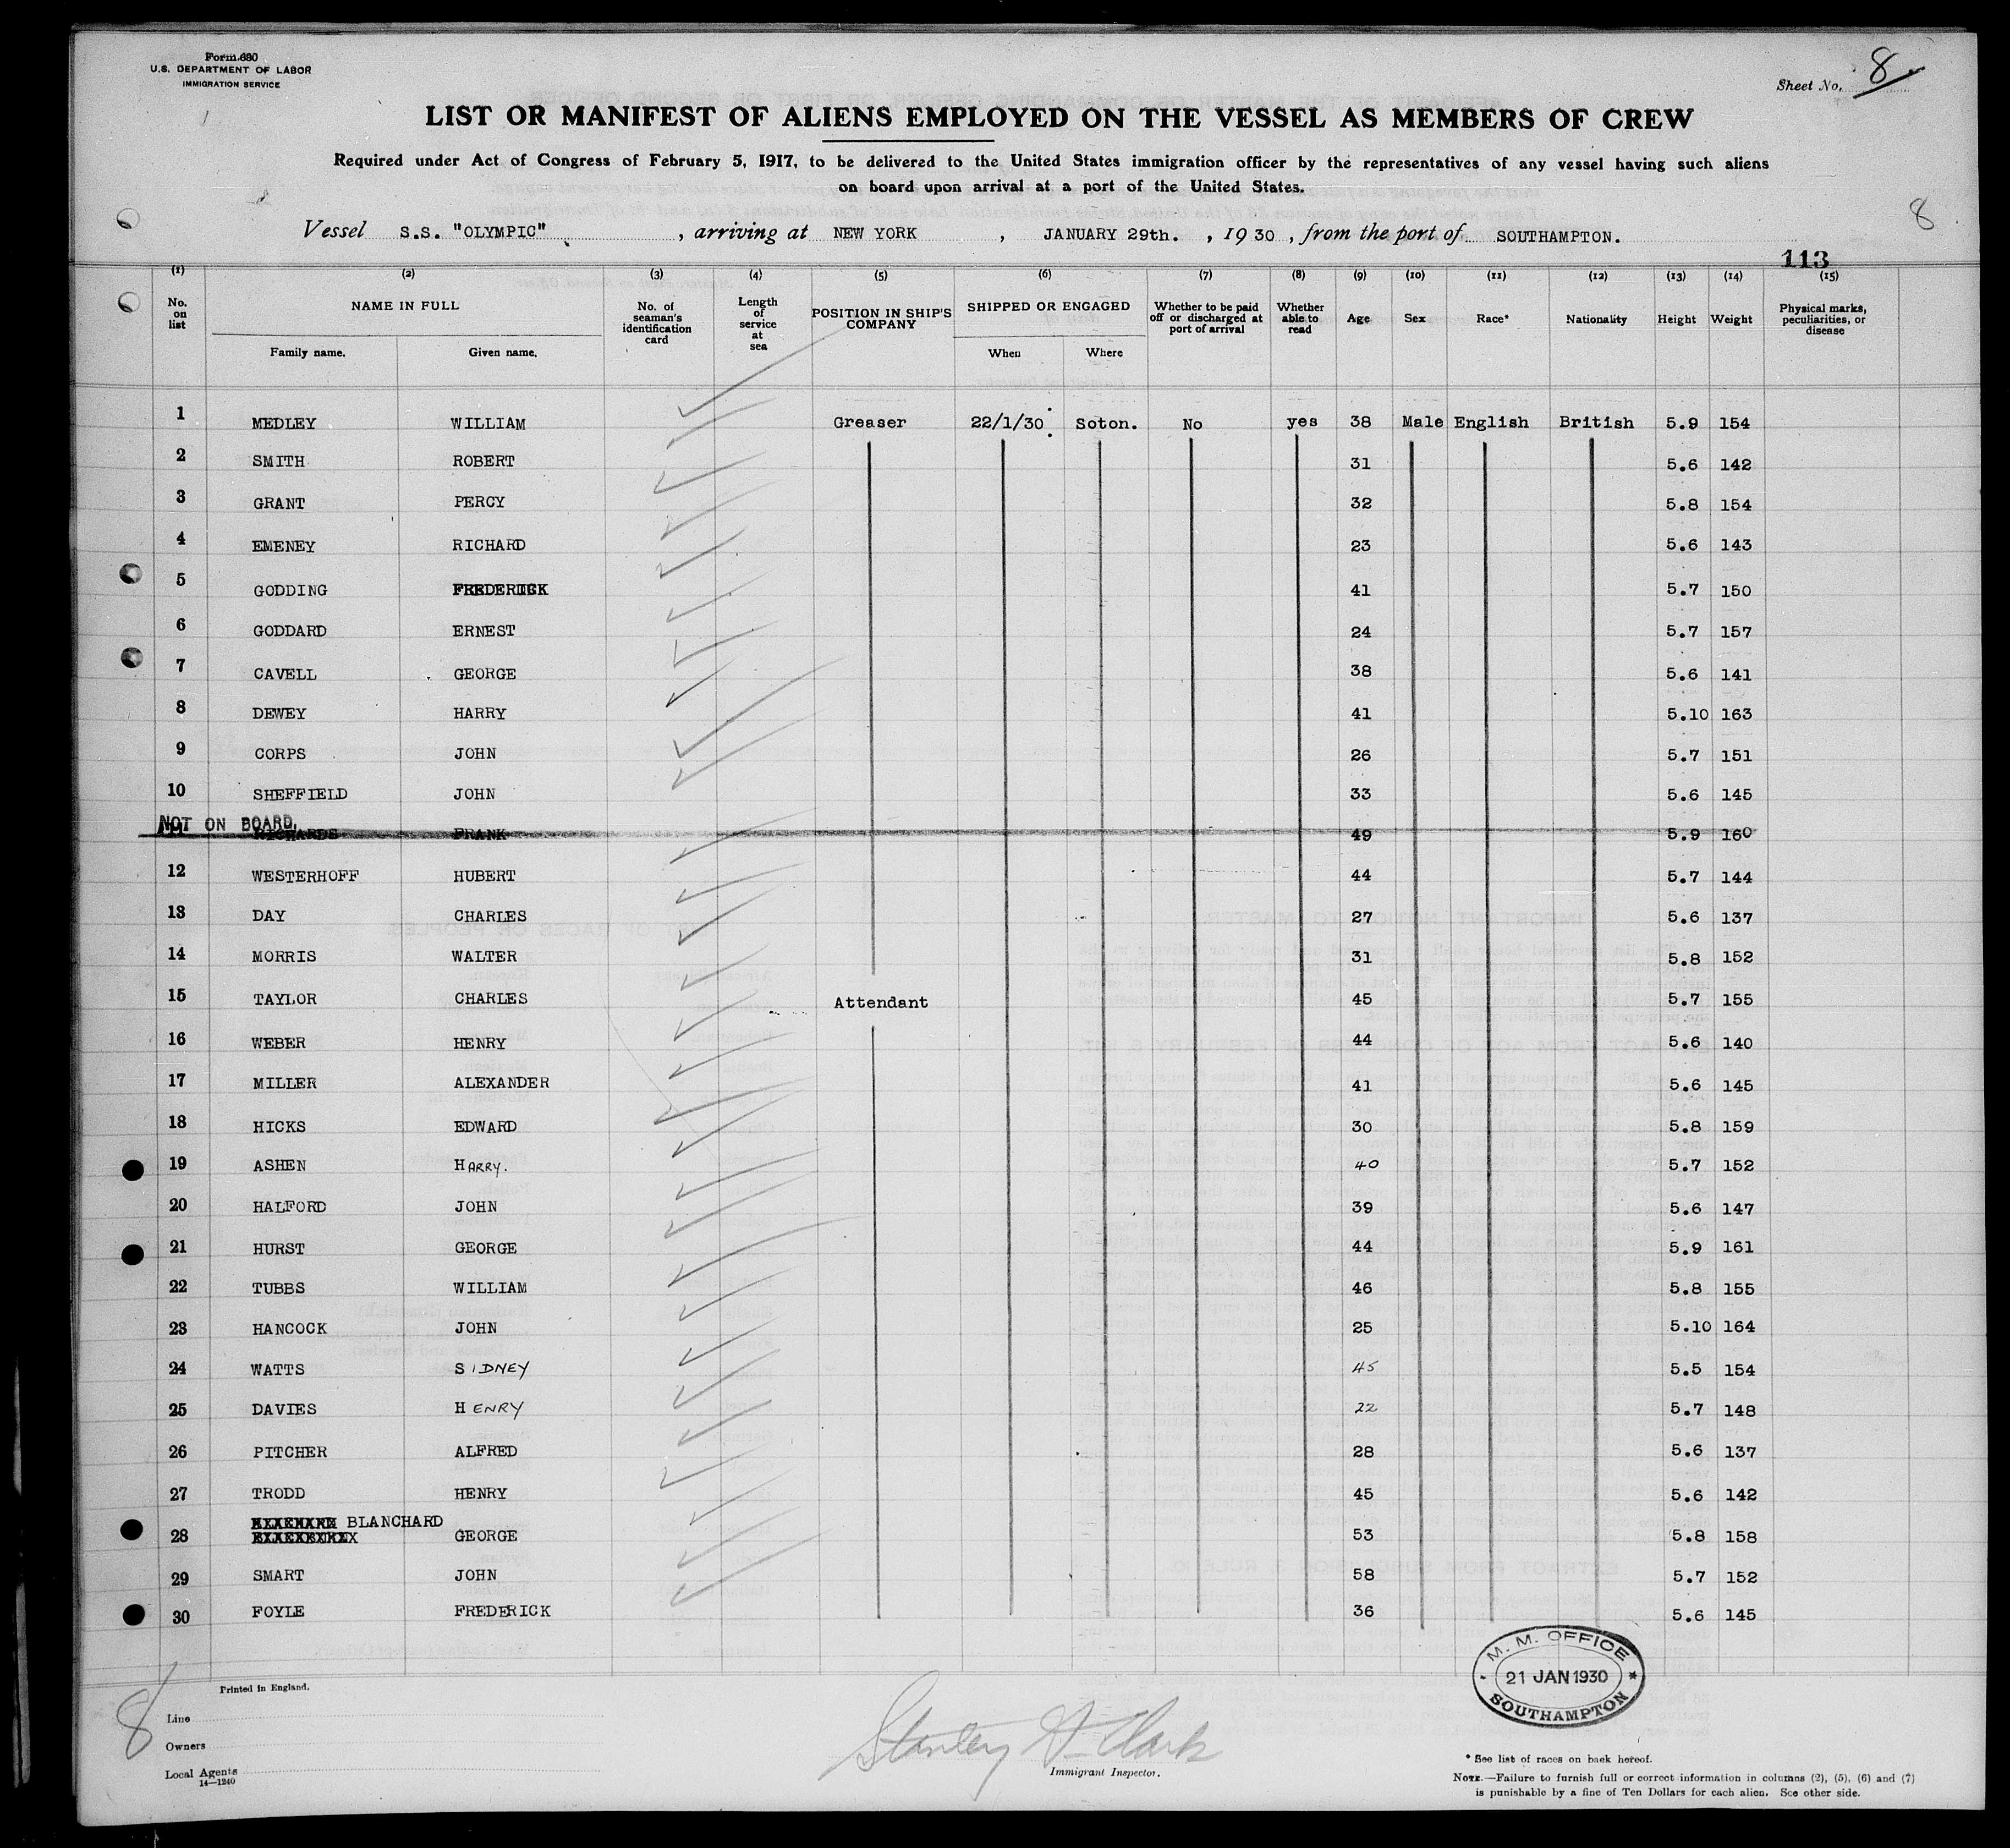 Form 680
U.S. DEPARTMENT OF LABOR
IMMIGRATION SERVICE
Sheet No. 8
LIST OR MANIFEST OF ALIENS EMPLOYED ON THE VESSEL AS MEMBERS OF CREW
Required under Act of Congress of February 5, 1917, to be delivered to the United States immigration officer by the representatives of any vessel having such aliens
on board upon arrival at a port of the United States.
8
Vessel S.S. "OLYMPIC", arriving at NEW YORK, JANUARY 29th., 1930, from the port of SOUTHAMPTON.
113
(1) (2) (3) (4) (5) (6) (7) (8) (9) (10) (11) (12) (13) (14) (15)
No. on list NAME IN FULL Family name. Given name. No. of seaman's identification card Length of service at sea POSITION IN SHIP'S COMPANY SHIPPED OR ENGAGED When Where Whether to be paid off or discharged at port of arrival Whether able to read Age Sex Race* Nationality Height Weight Physical marks, peculiarities, or disease
1 MEDLEY WILLIAM Greaser 22/1/30 Soton. No yes 38 Male English British 5.9 154
2 SMITH ROBERT 31 5.6 142
3 GRANT PERCY 32 5.8 154
4 EMENEY RICHARD 23 5.6 143
5 GODDING FREDERICK 41 5.7 150
6 GODDARD ERNEST 24 5.7 157
7 CAVELL GEORGE 38 5.6 141
8 DEWEY HARRY 41 5.10 163
9 CORPS JOHN 26 5.7 151
10 SHEFFIELD JOHN 33 5.6 145
NOT ON BOARD.
11 RICHARDS FRANK 49 5.9 160
12 WESTERHOFF HUBERT 44 5.7 144
13 DAY CHARLES 27 5.6 137
14 MORRIS WALTER 31 5.8 152
15 TAYLOR CHARLES Attendant 45 5.7 155
16 WEBER HENRY 44 5.6 140
17 MILLER ALEXANDER 41 5.6 145
18 HICKS EDWARD 30 5.8 159
19 ASHEN HARRY. 40 5.7 152
20 HALFORD JOHN 39 5.6 147
21 HURST GEORGE 44 5.9 161
22 TUBBS WILLIAM 46 5.8 155
23 HANCOCK JOHN 25 5.10 164
24 WATTS SIDNEY 45 5.5 154
25 DAVIES HENRY 22 5.7 148
26 PITCHER ALFRED 28 5.6 137
27 TRODD HENRY 45 5.6 142
28 BLANCHARD GEORGE 53 5.8 158
29 SMART JOHN 58 5.7 152
30 FOYLE FREDERICK 36 5.6 145
M. M. OFFICE
21 JAN 1930
SOUTHAMPTON
Printed in England.
8
Line
Owners
Local Agents
14—1240
Stanley H Clark
Immigrant Inspector.
* See list of races on back hereof.
NOTE.—Failure to furnish full or correct information in columns (2), (5), (6) and (7)
is punishable by a fine of Ten Dollars for each alien. See other side.